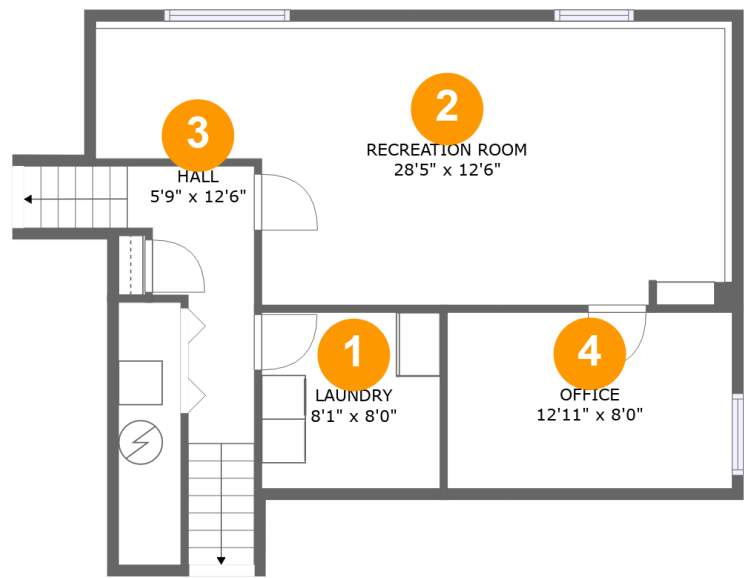 2
RECREATION ROOM
28'5" x 12'6"
3
HALL
5'9" x 12'6"
1
LAUNDRY
8'1" x 8'0"
4
OFFICE
12'11" x 8'0"